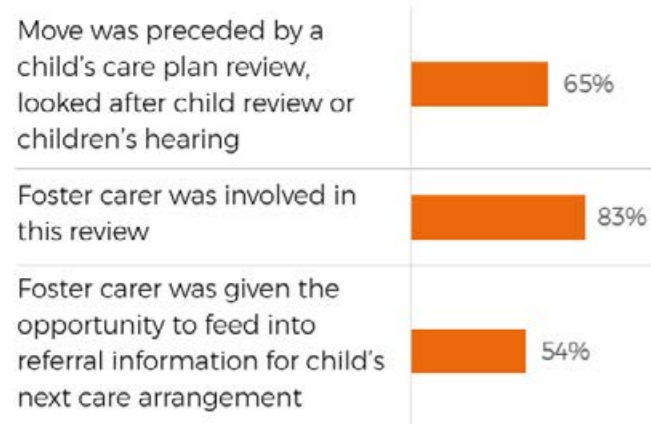 Move was preceded by a
child's care plan review,
looked after child review or
children's hearing
65%
Foster carer was involved in
this review
83%
Foster carer was given the
opportunity to feed into
referral information for child's
next care arrangement
54%